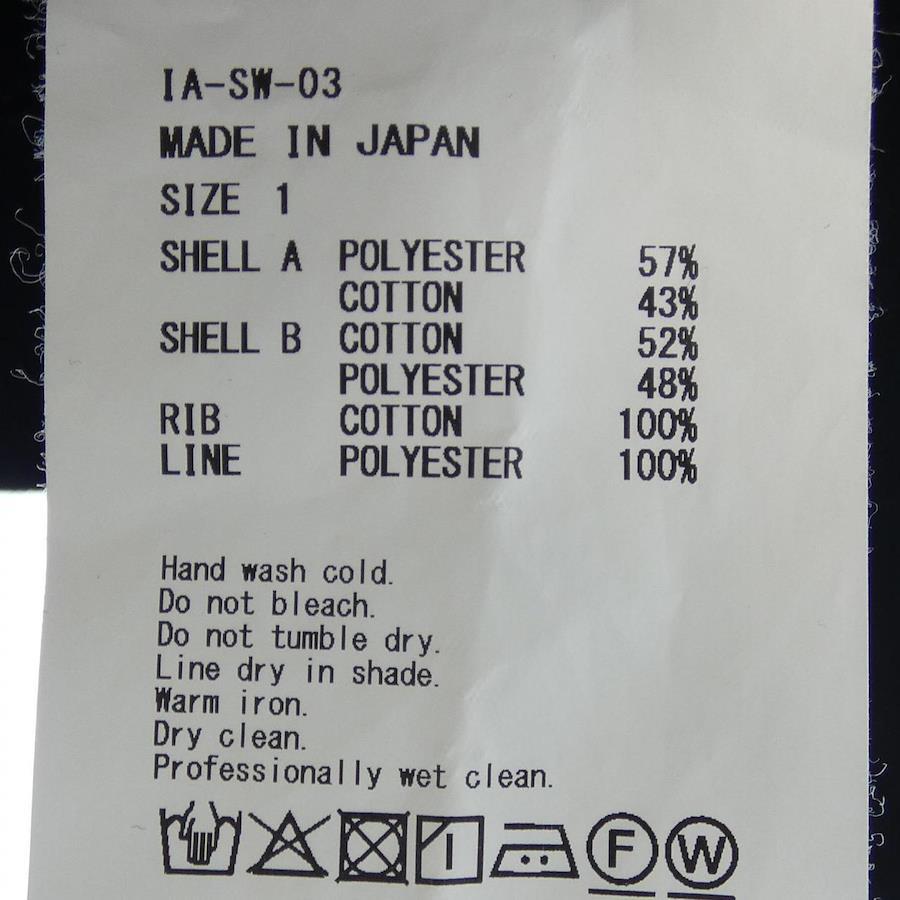 IA-SW-03
MADE IN JAPAN
SIZE 1
SHELL A POLYESTER 57%
COTTON 43%
SHELL B COTTON 52%
POLYESTER 48%
RIB COTTON 100%
LINE POLYESTER 100%
Hand wash cold.
Do not bleach.
Do not tumble dry.
Line dry in shade.
Warm iron.
Dry clean.
Professionally wet clean.
F W